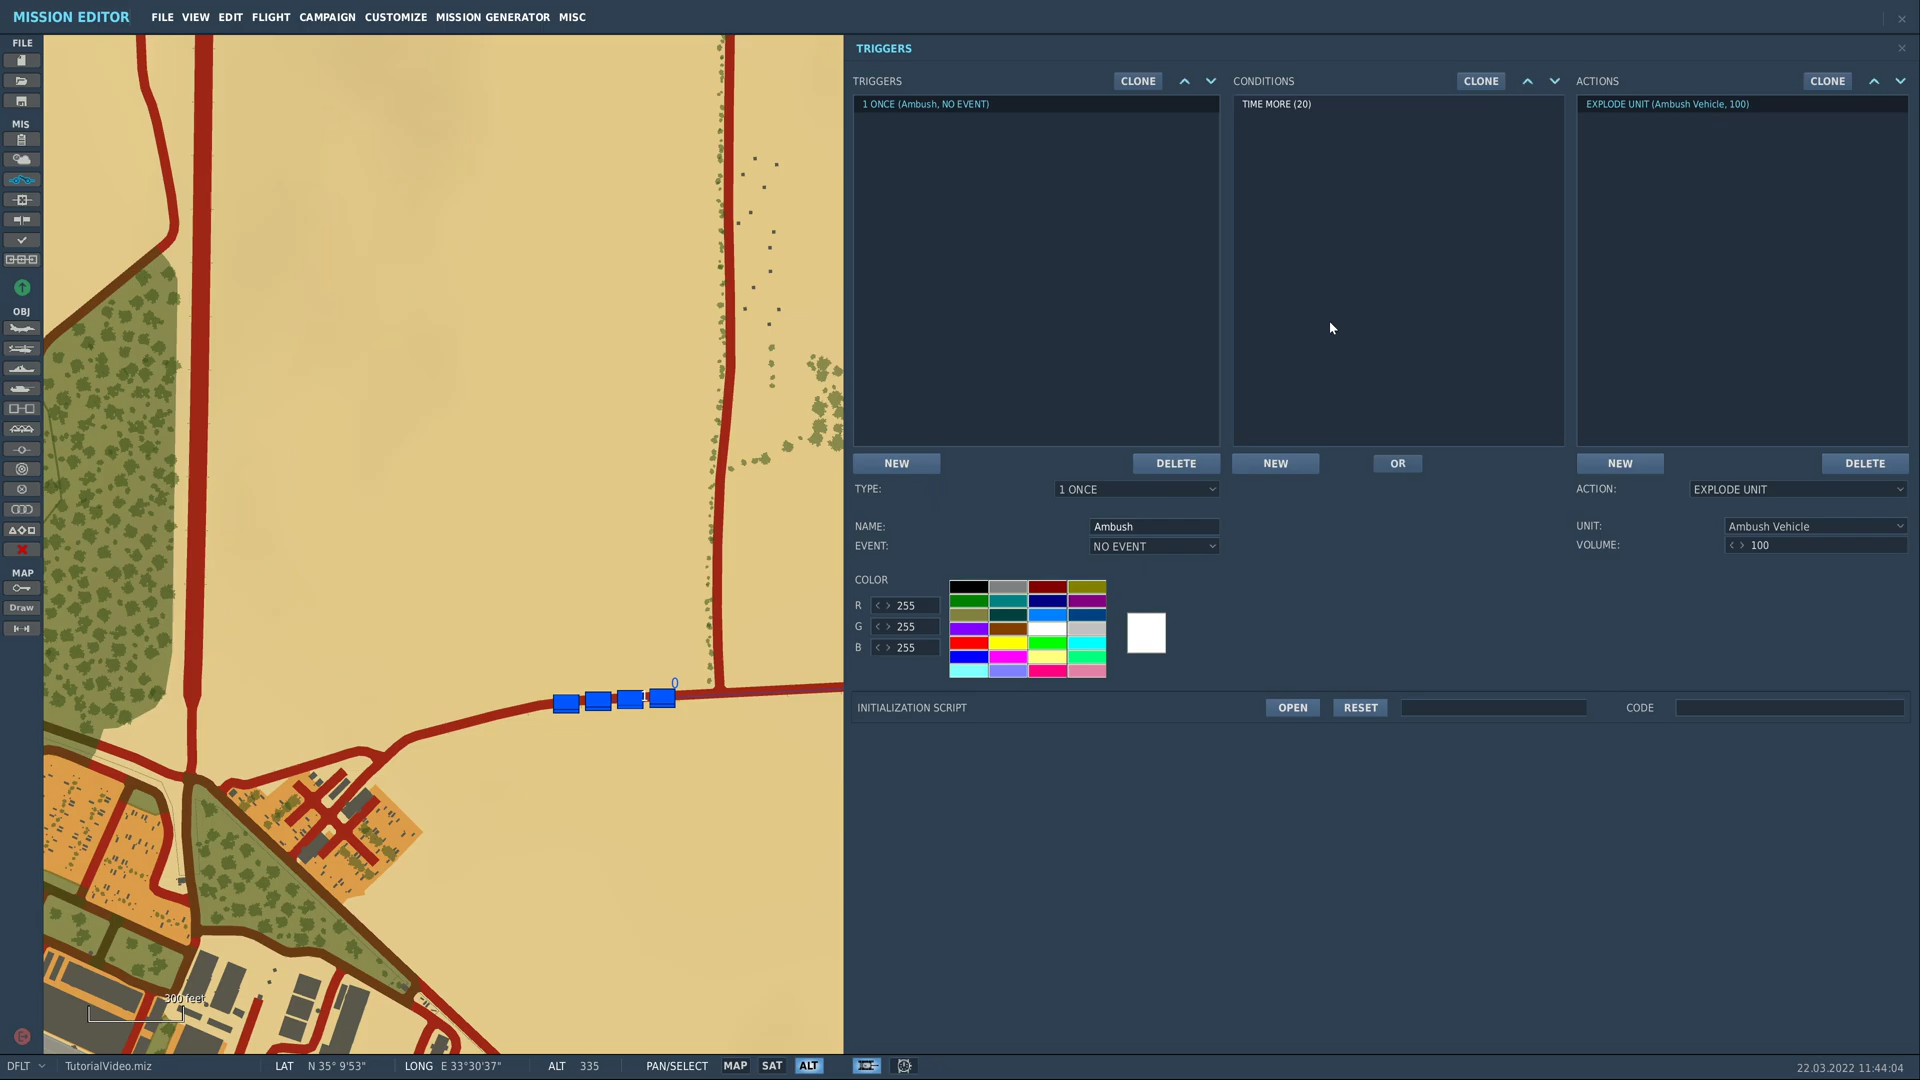 MISSION EDITOR FILE VIEW EDIT FLIGHT CAMPAIGN CUSTOMIZE MISSION GENERATOR MISC
FILE
MIS
OBJ
MAP
Draw
0
300 feet
TRIGGERS
TRIGGERS CLONE CONDITIONS CLONE ACTIONS CLONE
1 ONCE (Ambush, NO EVENT) TIME MORE (20) EXPLODE UNIT (Ambush Vehicle, 100)
NEW DELETE NEW OR NEW DELETE
TYPE: 1 ONCE ACTION: EXPLODE UNIT
NAME: Ambush UNIT: Ambush Vehicle
EVENT: NO EVENT VOLUME: 100
COLOR
R 255
G 255
B 255
INITIALIZATION SCRIPT OPEN RESET CODE
DFLT TutorialVideo.miz LAT N 35° 9'53" LONG E 33°30'37" ALT 335 PAN/SELECT MAP SAT ALT 22.03.2022 11:44:04